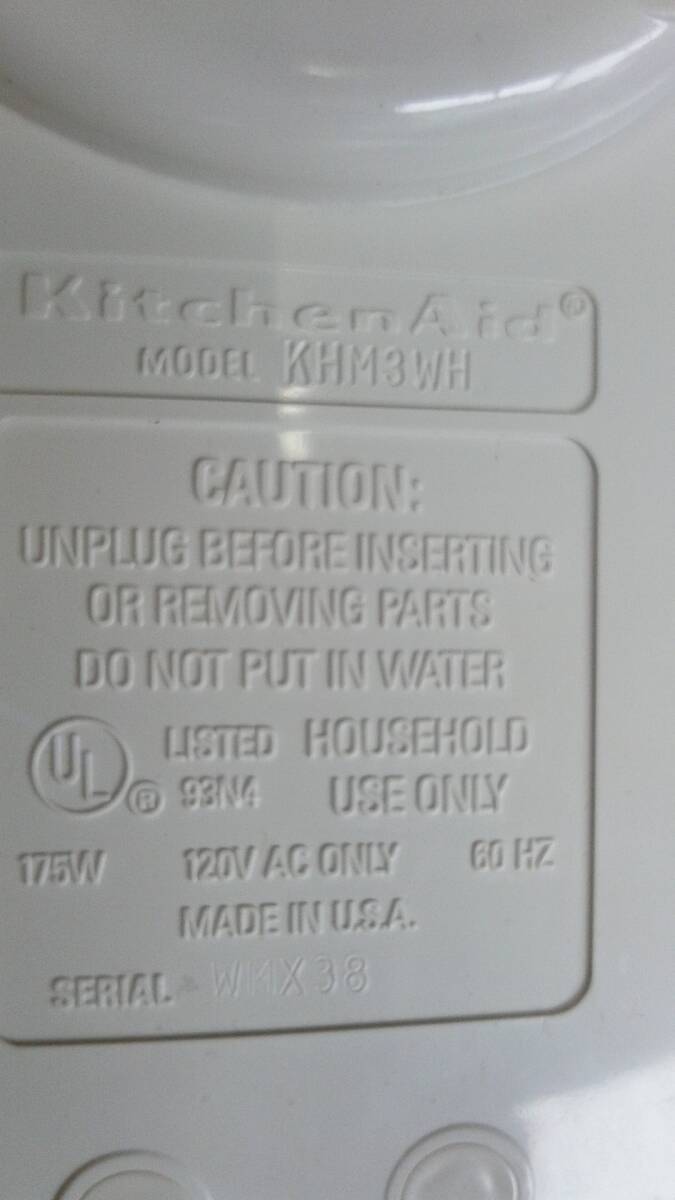 KitchenAid®
MODEL KHM3WH
CAUTION:
UNPLUG BEFORE INSERTING
OR REMOVING PARTS
DO NOT PUT IN WATER
UL® LISTED HOUSEHOLD
93N4 USE ONLY
175W 120V AC ONLY 60 HZ
MADE IN U.S.A.
SERIAL WMX38